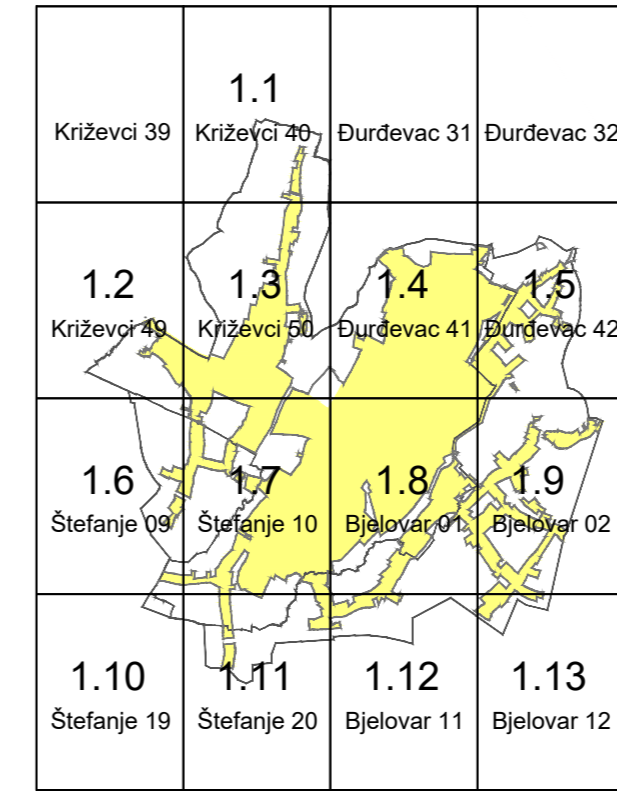 1.1
Križevci 39 Križevci 40 Đurđevac 31 Đurđevac 32
1.2 1.3 1.4 1.5
Križevci 49 Križevci 50 Đurđevac 41 Đurđevac 42
1.6 1.7 1.8 1.9
Štefanje 09 Štefanje 10 Bjelovar 01 Bjelovar 02
1.10 1.11 1.12 1.13
Štefanje 19 Štefanje 20 Bjelovar 11 Bjelovar 12